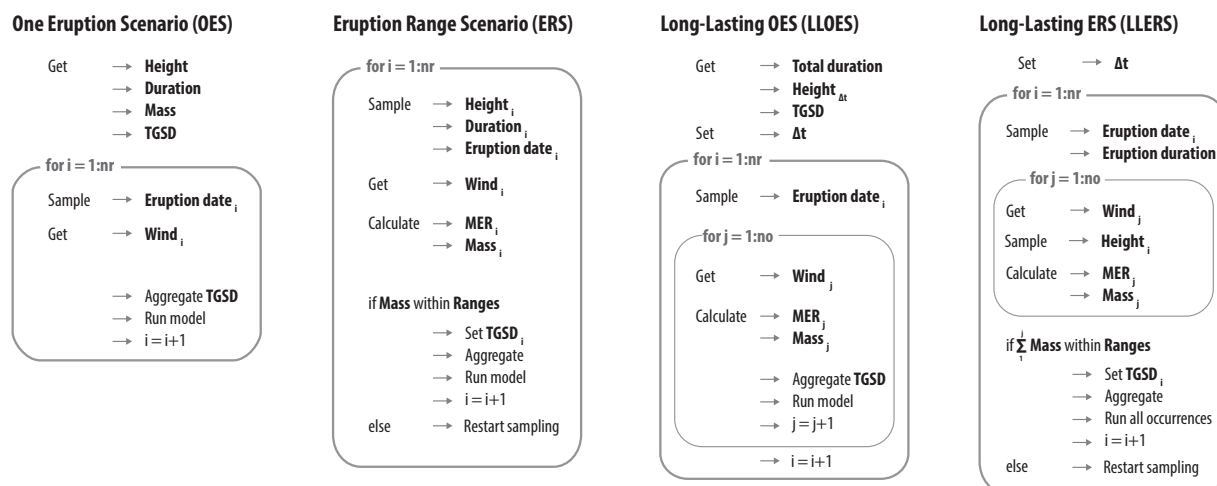 One Eruption Scenario (OES)
Get → Height
→ Duration
→ Mass
→ TGSD
for i = 1:nr
Sample → Eruption date i
Get → Wind i
→ Aggregate TGSD
→ Run model
→ i = i+1
Eruption Range Scenario (ERS)
for i = 1:nr
Sample → Height i
→ Duration i
→ Eruption date i
Get → Wind i
Calculate → MER i
→ Mass i
if Mass within Ranges
→ Set TGSD i
→ Aggregate
→ Run model
→ i = i+1
else → Restart sampling
Long-Lasting OES (LLOES)
Get → Total duration
→ Height Δt
→ TGSD
Set → Δt
for i = 1:nr
Sample → Eruption date i
for j = 1:no
Get → Wind j
Calculate → MER j
→ Mass j
→ Aggregate TGSD
→ Run model
→ j = j+1
→ i = i+1
Long-Lasting ERS (LLERS)
Set → Δt
for i = 1:nr
Sample → Eruption date i
→ Eruption duration
for j = 1:no
Get → Wind j
Sample → Height i
Calculate → MER j
→ Mass j
if j Σ 1 Mass within Ranges
→ Set TGSD i
→ Aggregate
→ Run all occurrences
→ i = i+1
else → Restart sampling